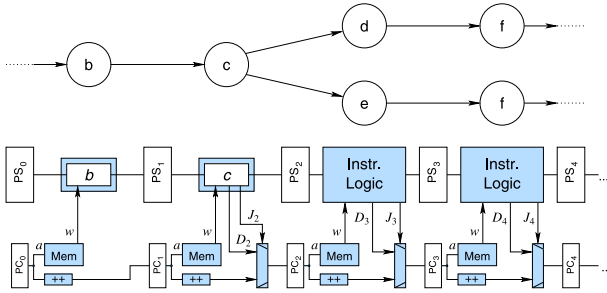 d f
b c
e f
PS₀ b PS₁ c PS₂ Instr. Logic PS₃ Instr. Logic PS₄ ...
w w D₂ J₂ w D₃ J₃ w D₄ J₄
PC₀ a Mem PC₁ a Mem PC₂ a Mem PC₃ a Mem PC₄
++ ++ ++ ++ ...